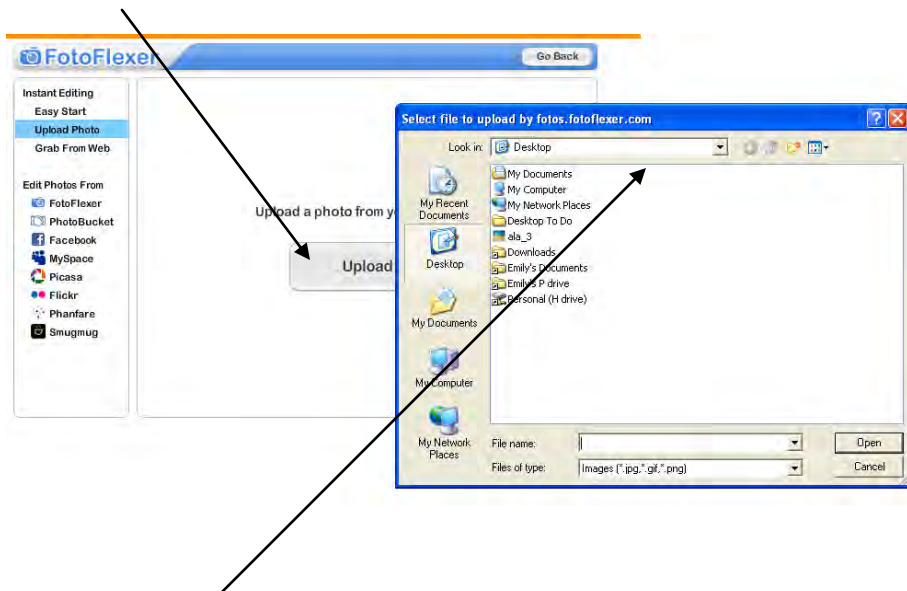 FotoFlexer
Go Back
Instant Editing
Easy Start
Upload Photo
Grab From Web
Edit Photos From
FotoFlexer
PhotoBucket
Facebook
MySpace
Picasa
Flickr
Phanfare
Smugmug
Upload a photo from y
Upload
Select file to upload by fotos.fotoflexer.com
Look in:
Desktop
My Recent
Documents
Desktop
My Documents
My Computer
My Network
Places
My Documents
My Computer
My Network Places
Desktop To Do
ala_3
Downloads
Emily's Documents
Emily's P drive
Personal (H drive)
File name:
Open
Files of type:
Images (*.jpg,*.gif,*.png)
Cancel